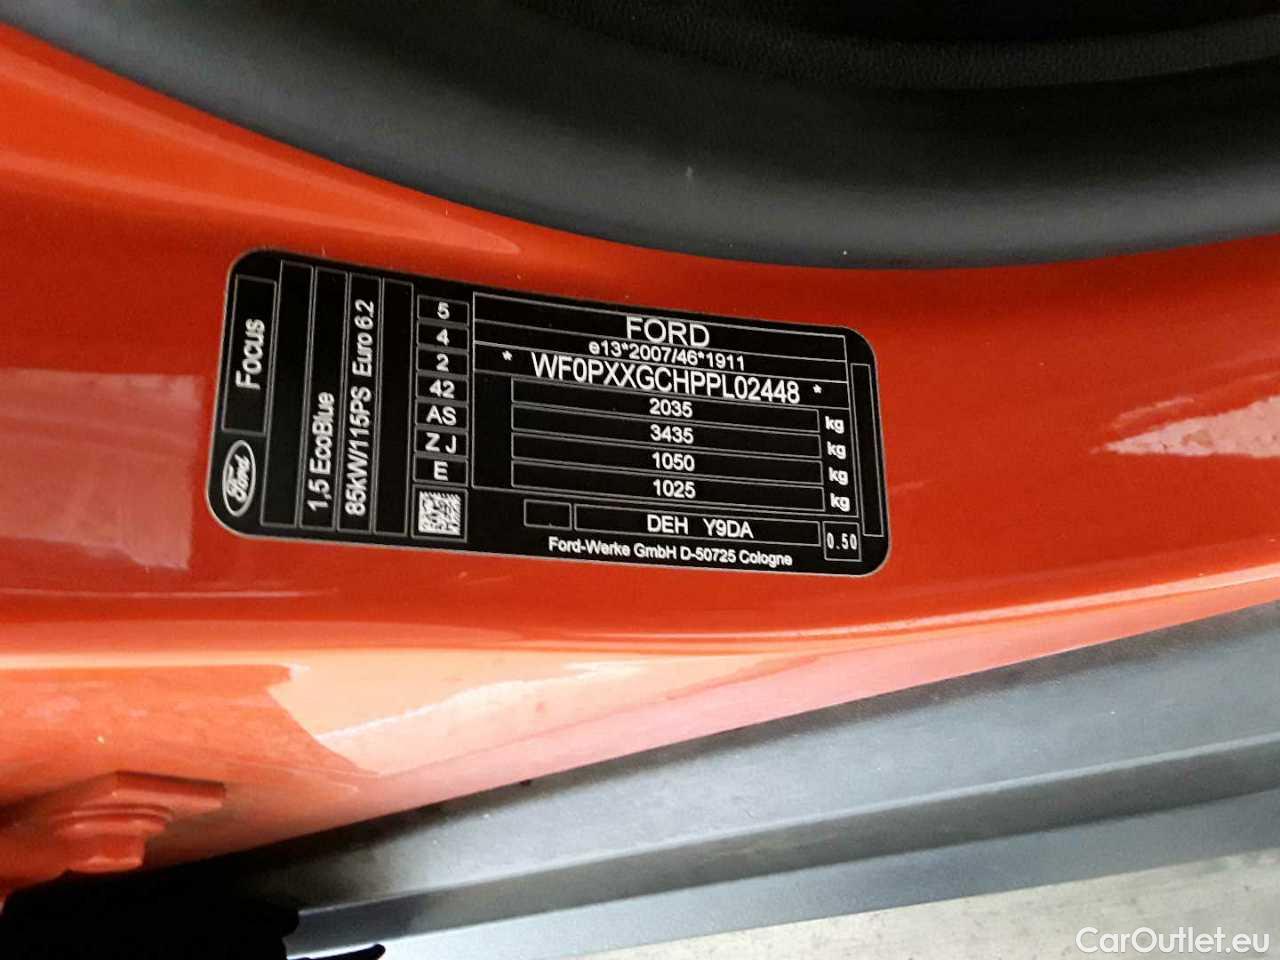 Ford
Focus
1,5 EcoBlue
85kW/115PS Euro 6.2
5
4
2
42
AS
Z J
E
FORD
e13*2007/46*1911
* WF0PXXGCHPPL02448 *
2035 kg
3435 kg
1050 kg
1025 kg
DEH Y9DA
0.50
Ford-Werke GmbH D-50725 Cologne
CarOutlet.eu